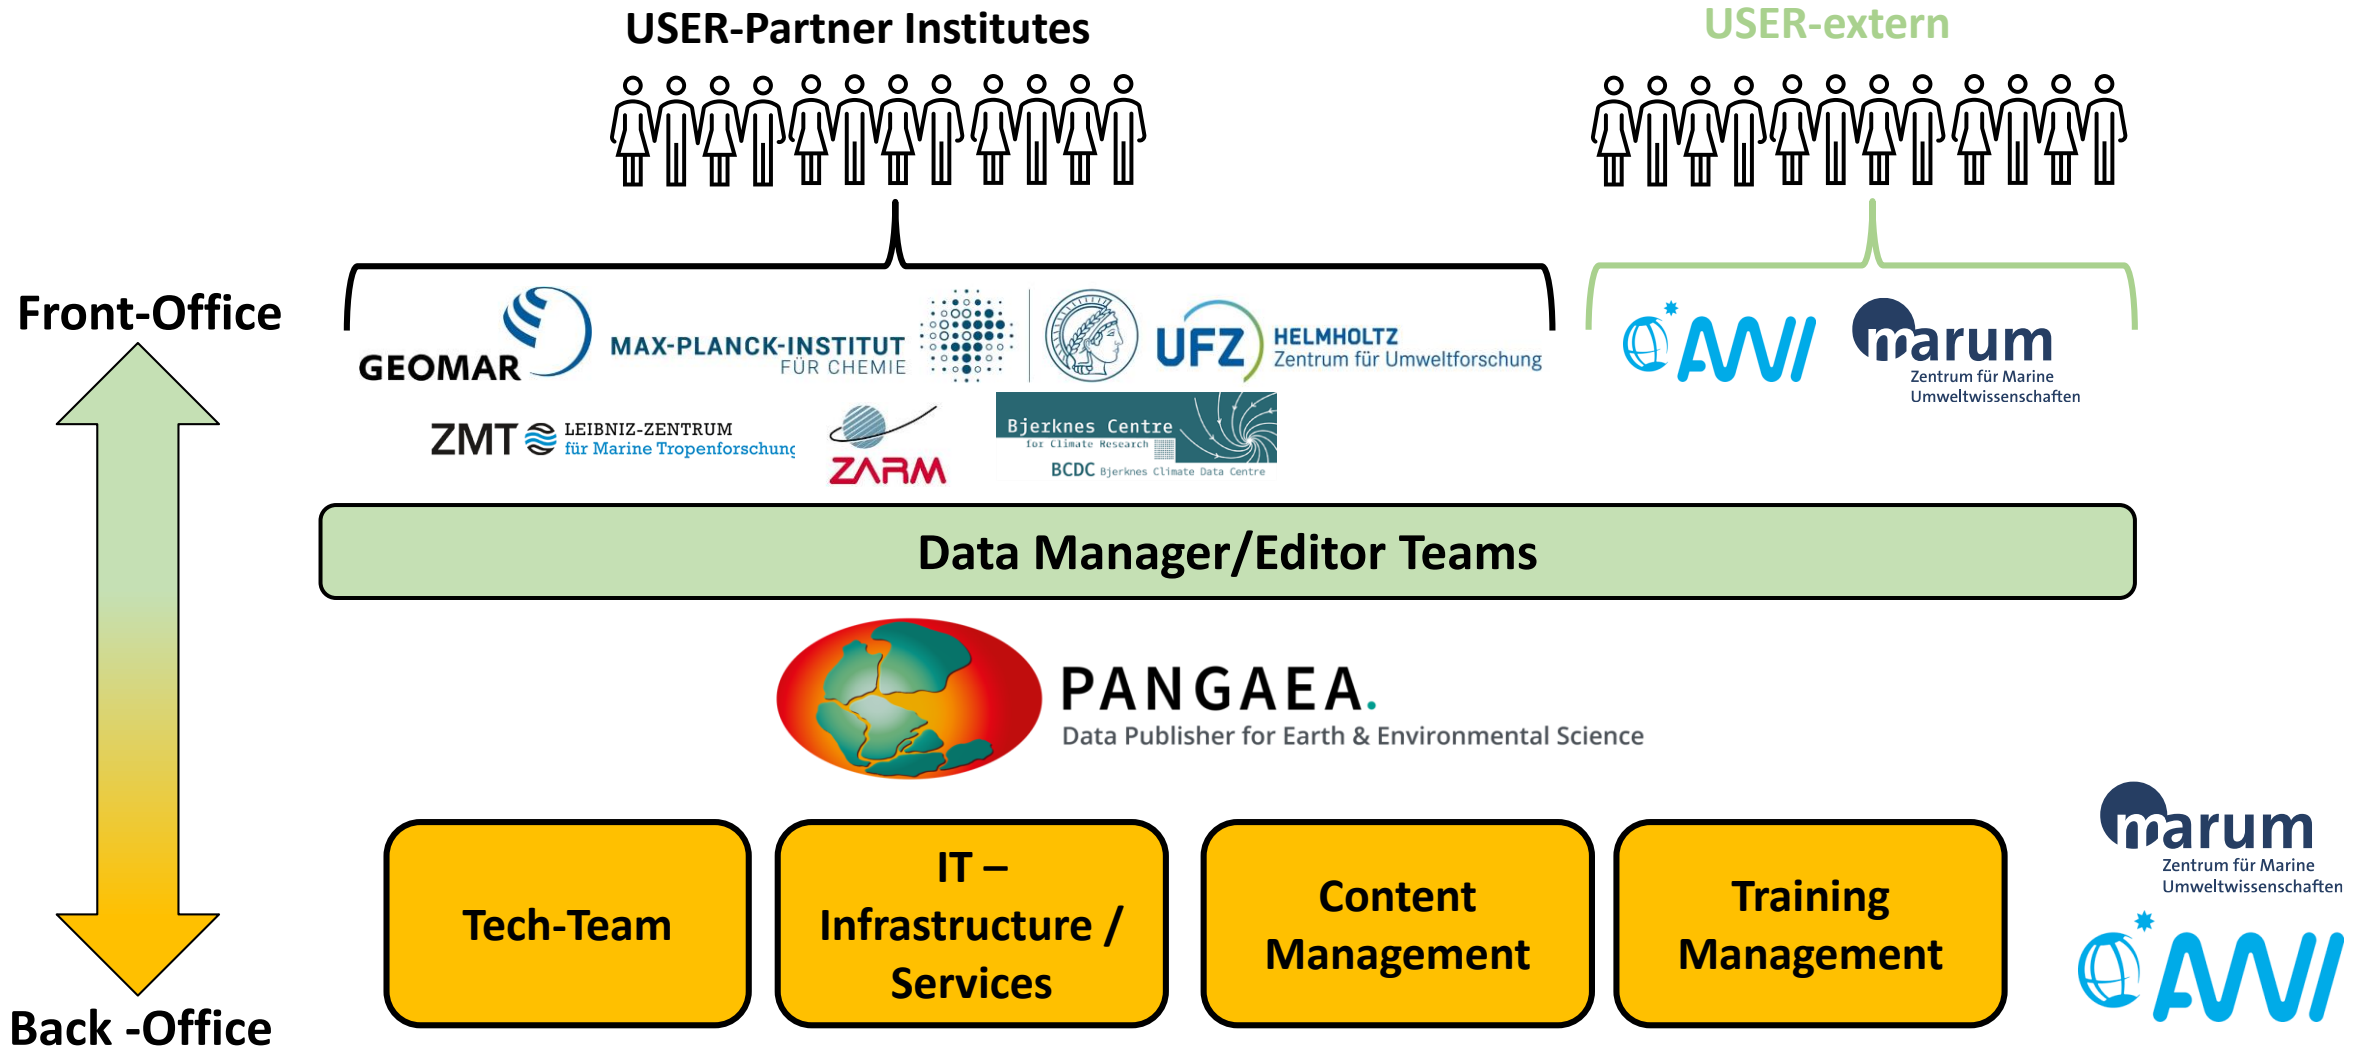 USER-Partner Institutes
USER-extern
Front-Office
GEOMAR
MAX-PLANCK-INSTITUT
FÜR CHEMIE
UFZ
HELMHOLTZ
Zentrum für Umweltforschung
AWI
marum
Zentrum für Marine
Umweltwissenschaften
ZMT
LEIBNIZ-ZENTRUM
für Marine Tropenforschung
ZARM
Bjerknes Centre
for Climate Research
BCDC Bjerknes Climate Data Centre
Data Manager/Editor Teams
PANGAEA.
Data Publisher for Earth & Environmental Science
Tech-Team
IT –
Infrastructure /
Services
Content
Management
Training
Management
marum
Zentrum für Marine
Umweltwissenschaften
AWI
Back -Office